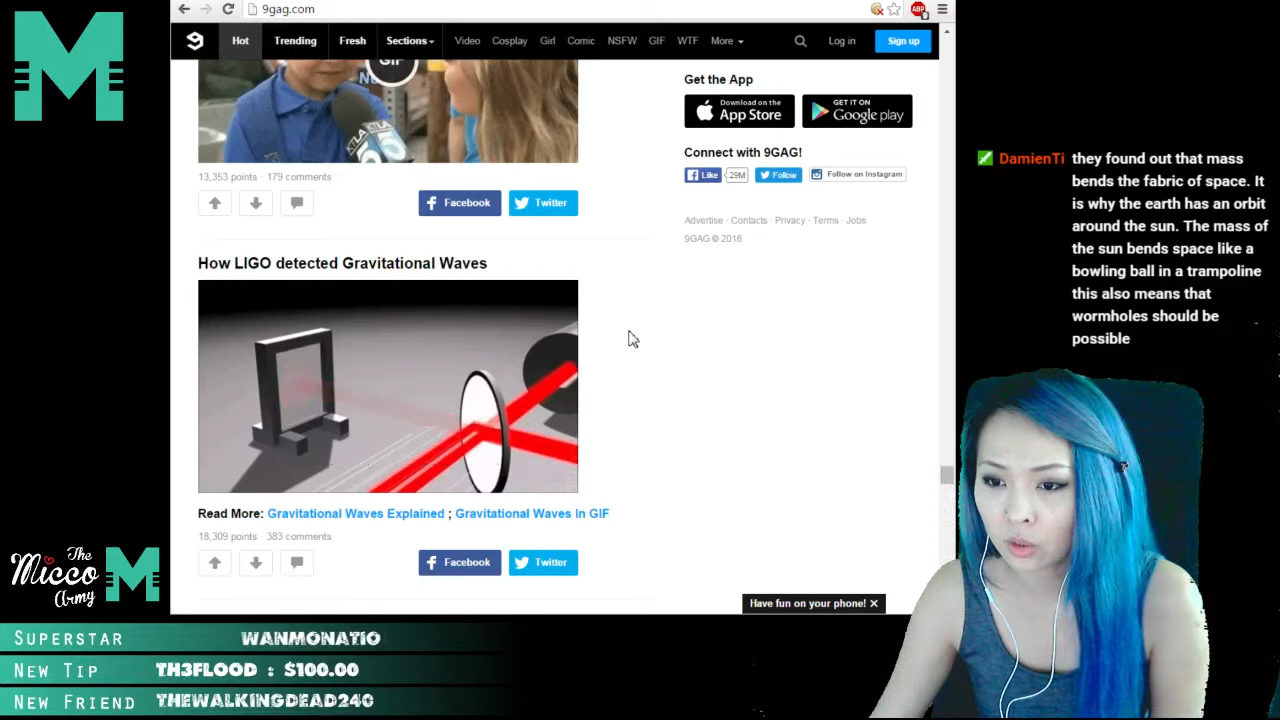 M
9gag.com
ABP
9
Hot
Trending
Fresh
Sections
Video
Cosplay
Girl
Comic
NSFW
GIF
WTF
More
Log in
Sign up
GIF
KTLA
5
13,353 points · 179 comments
Facebook
Twitter
How LIGO detected Gravitational Waves
Read More: Gravitational Waves Explained ; Gravitational Waves in GIF
18,309 points · 383 comments
Facebook
Twitter
Get the App
Download on the
App Store
GET IT ON
Google play
Connect with 9GAG!
Like
29M
Follow
Follow on Instagram
Advertise · Contacts · Privacy · Terms · Jobs
9GAG © 2016
Have fun on your phone! ✕
DamienTi they found out that mass
bends the fabric of space. It
is why the earth has an orbit
around the sun. The mass of
the sun bends space like a
bowling ball in a trampoline
this also means that
wormholes should be
possible
The
Micco
Army
M
Superstar WANMONATIO
New Tip TH3FLOOD : $100.00
New Friend THEWALKINGDEAD240